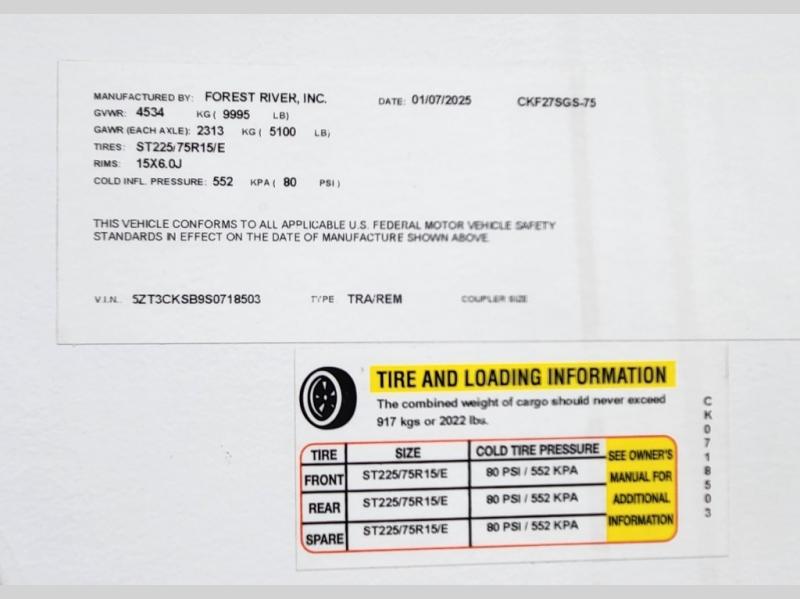 MANUFACTURED BY: FOREST RIVER, INC. DATE: 01/07/2025 CKF27SGS-75
GVWR: 4534 KG ( 9995 LB)
GAWR (EACH AXLE): 2313 KG ( 5100 LB)
TIRES: ST225/75R15/E
RIMS: 15X6.0J
COLD INFL. PRESSURE: 552 KPA ( 80 PSI )
THIS VEHICLE CONFORMS TO ALL APPLICABLE U.S. FEDERAL MOTOR VEHICLE SAFETY
STANDARDS IN EFFECT ON THE DATE OF MANUFACTURE SHOWN ABOVE.
V.I.N.. 5ZT3CKSB9S0718503 TYPE TRA/REM COUPLER SIZE
TIRE AND LOADING INFORMATION
The combined weight of cargo should never exceed
917 kgs or 2022 lbs.
TIRE SIZE COLD TIRE PRESSURE
FRONT ST225/75R15/E 80 PSI / 552 KPA
REAR ST225/75R15/E 80 PSI / 552 KPA
SPARE ST225/75R15/E 80 PSI / 552 KPA
SEE OWNER'S
MANUAL FOR
ADDITIONAL
INFORMATION
CK0718503